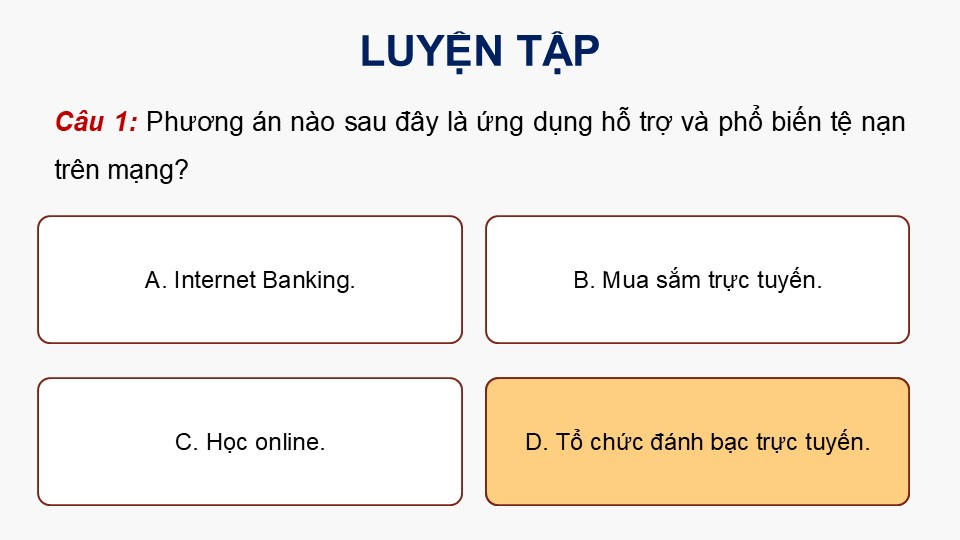 LUYỆN TẬP
Câu 1: Phương án nào sau đây là ứng dụng hỗ trợ và phổ biến tệ nạn
trên mạng?
A. Internet Banking.
B. Mua sắm trực tuyến.
C. Học online.
D. Tổ chức đánh bạc trực tuyến.